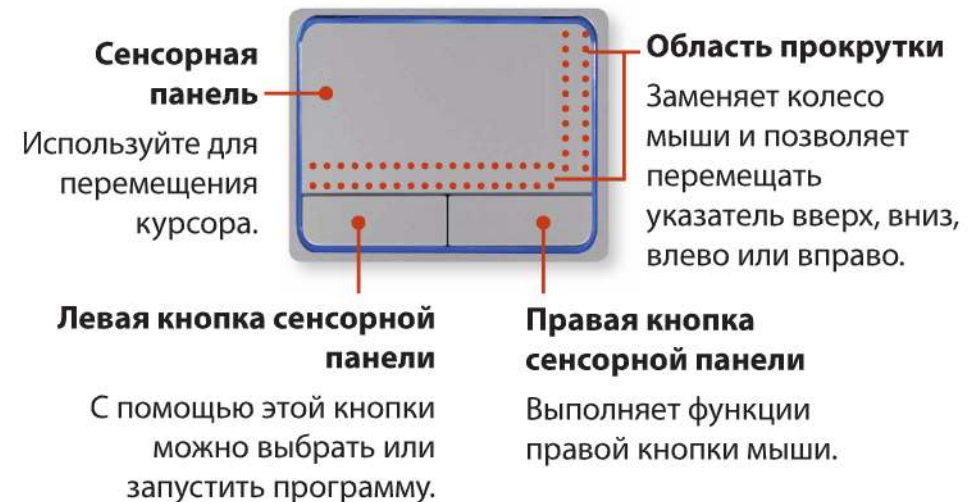 Сенсорная
панель
Используйте для
перемещения
курсора.
Область прокрутки
Заменяет колесо
мыши и позволяет
перемещать
указатель вверх, вниз,
влево или вправо.
Левая кнопка сенсорной
панели
С помощью этой кнопки
можно выбрать или
запустить программу.
Правая кнопка
сенсорной панели
Выполняет функции
правой кнопки мыши.